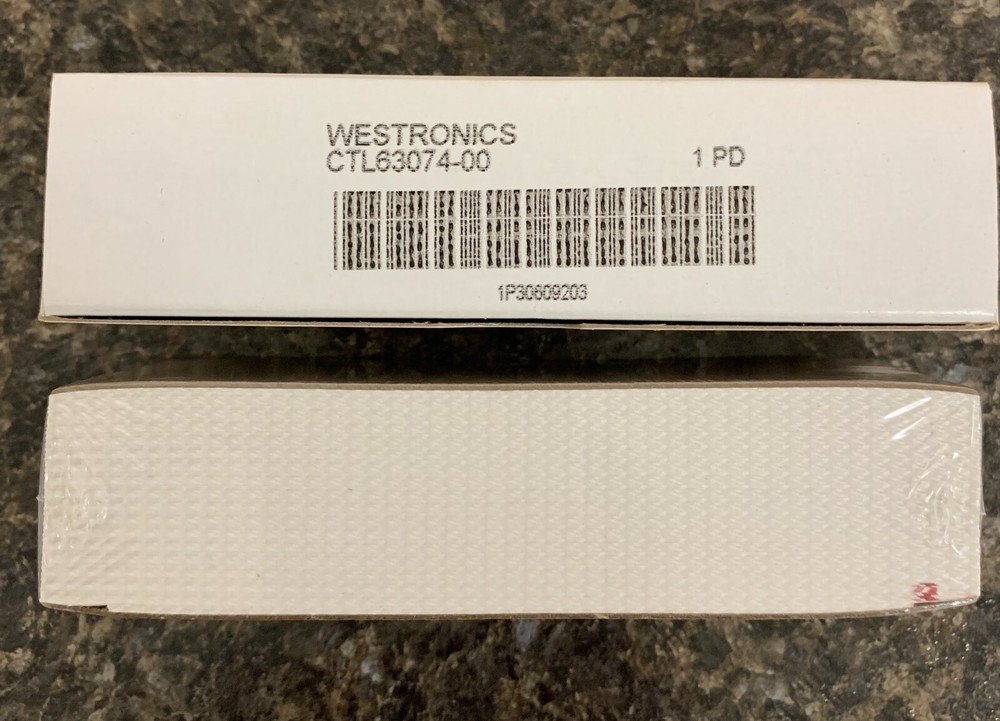 WESTRONICS
CTL63074-00
1 PD
1P30609203